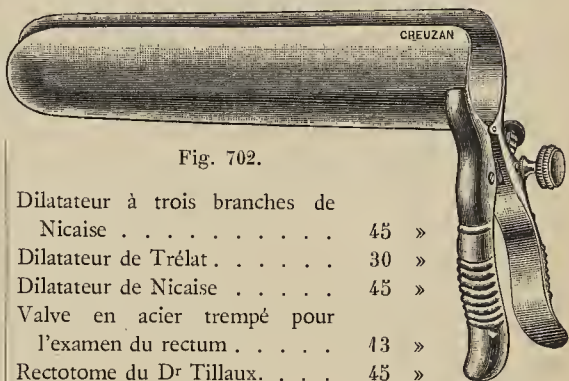 CREUZAN
Fig. 702.
Dilatateur à trois branches de
Nicaise . . . . . . . . . . 45 »
Dilatateur de Trélat . . . . . . 30 »
Dilatateur de Nicaise . . . . . 45 »
Valve en acier trempé pour
l'examen du rectum . . . . . 13 »
Rectotome du Dr Tillaux. . . . 45 »